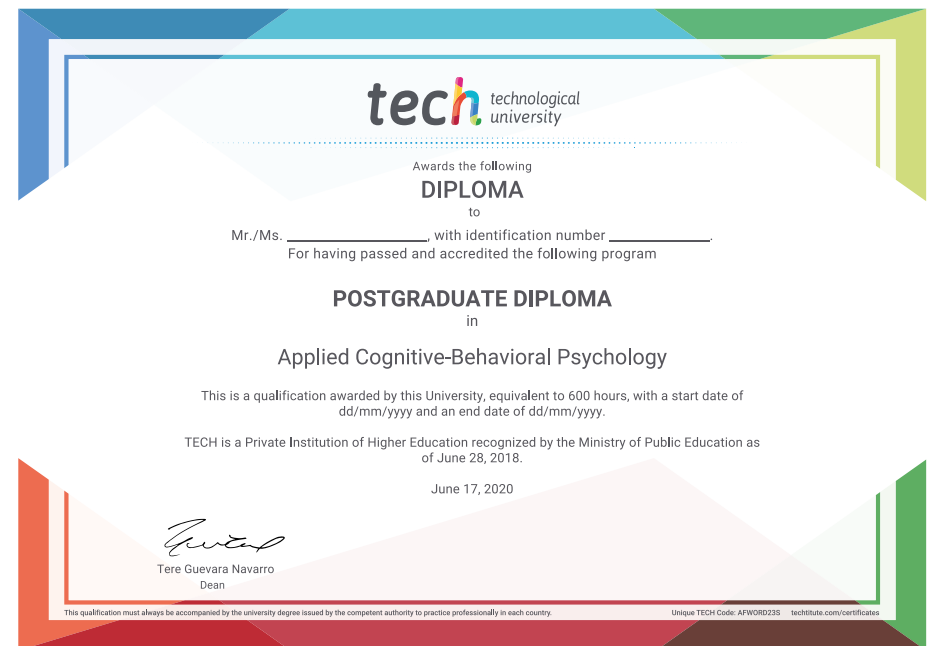 tech technological
university
Awards the following
DIPLOMA
to
Mr./Ms. ____________________, with identification number ______________.
For having passed and accredited the following program
POSTGRADUATE DIPLOMA
in
Applied Cognitive-Behavioral Psychology
This is a qualification awarded by this University, equivalent to 600 hours, with a start date of
dd/mm/yyyy and an end date of dd/mm/yyyy.
TECH is a Private Institution of Higher Education recognized by the Ministry of Public Education as
of June 28, 2018.
June 17, 2020
Tere Guevara Navarro
Dean
This qualification must always be accompanied by the university degree issued by the competent authority to practice professionally in each country.
Unique TECH Code: AFWORD23S techtitute.com/certificates